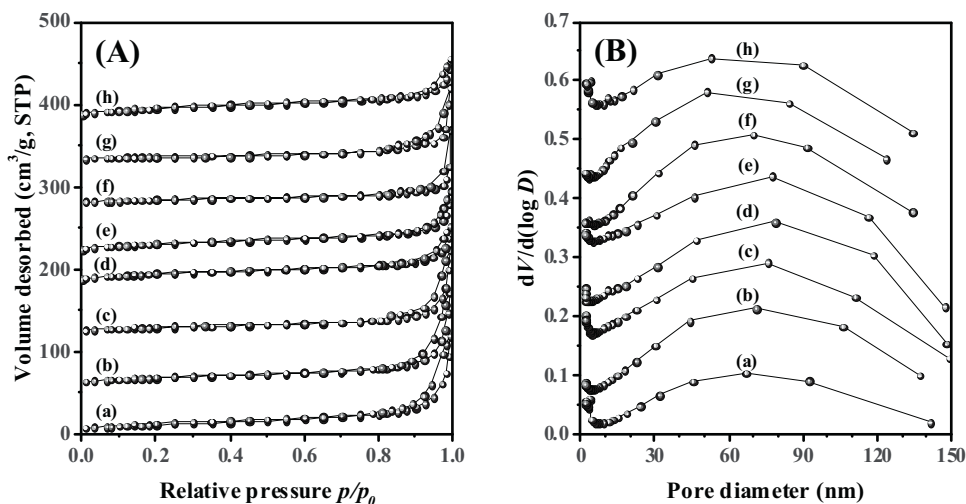 (A)
Volume desorbed (cm³/g, STP)
500
400
300
200
100
0
(h)
(g)
(f)
(e)
(d)
(c)
(b)
(a)
0.0 0.2 0.4 0.6 0.8 1.0
Relative pressure p/p₀
(B)
dV/d(log D)
0.7
0.6
0.5
0.4
0.3
0.2
0.1
0.0
(h)
(g)
(f)
(e)
(d)
(c)
(b)
(a)
0 30 60 90 120 150
Pore diameter (nm)